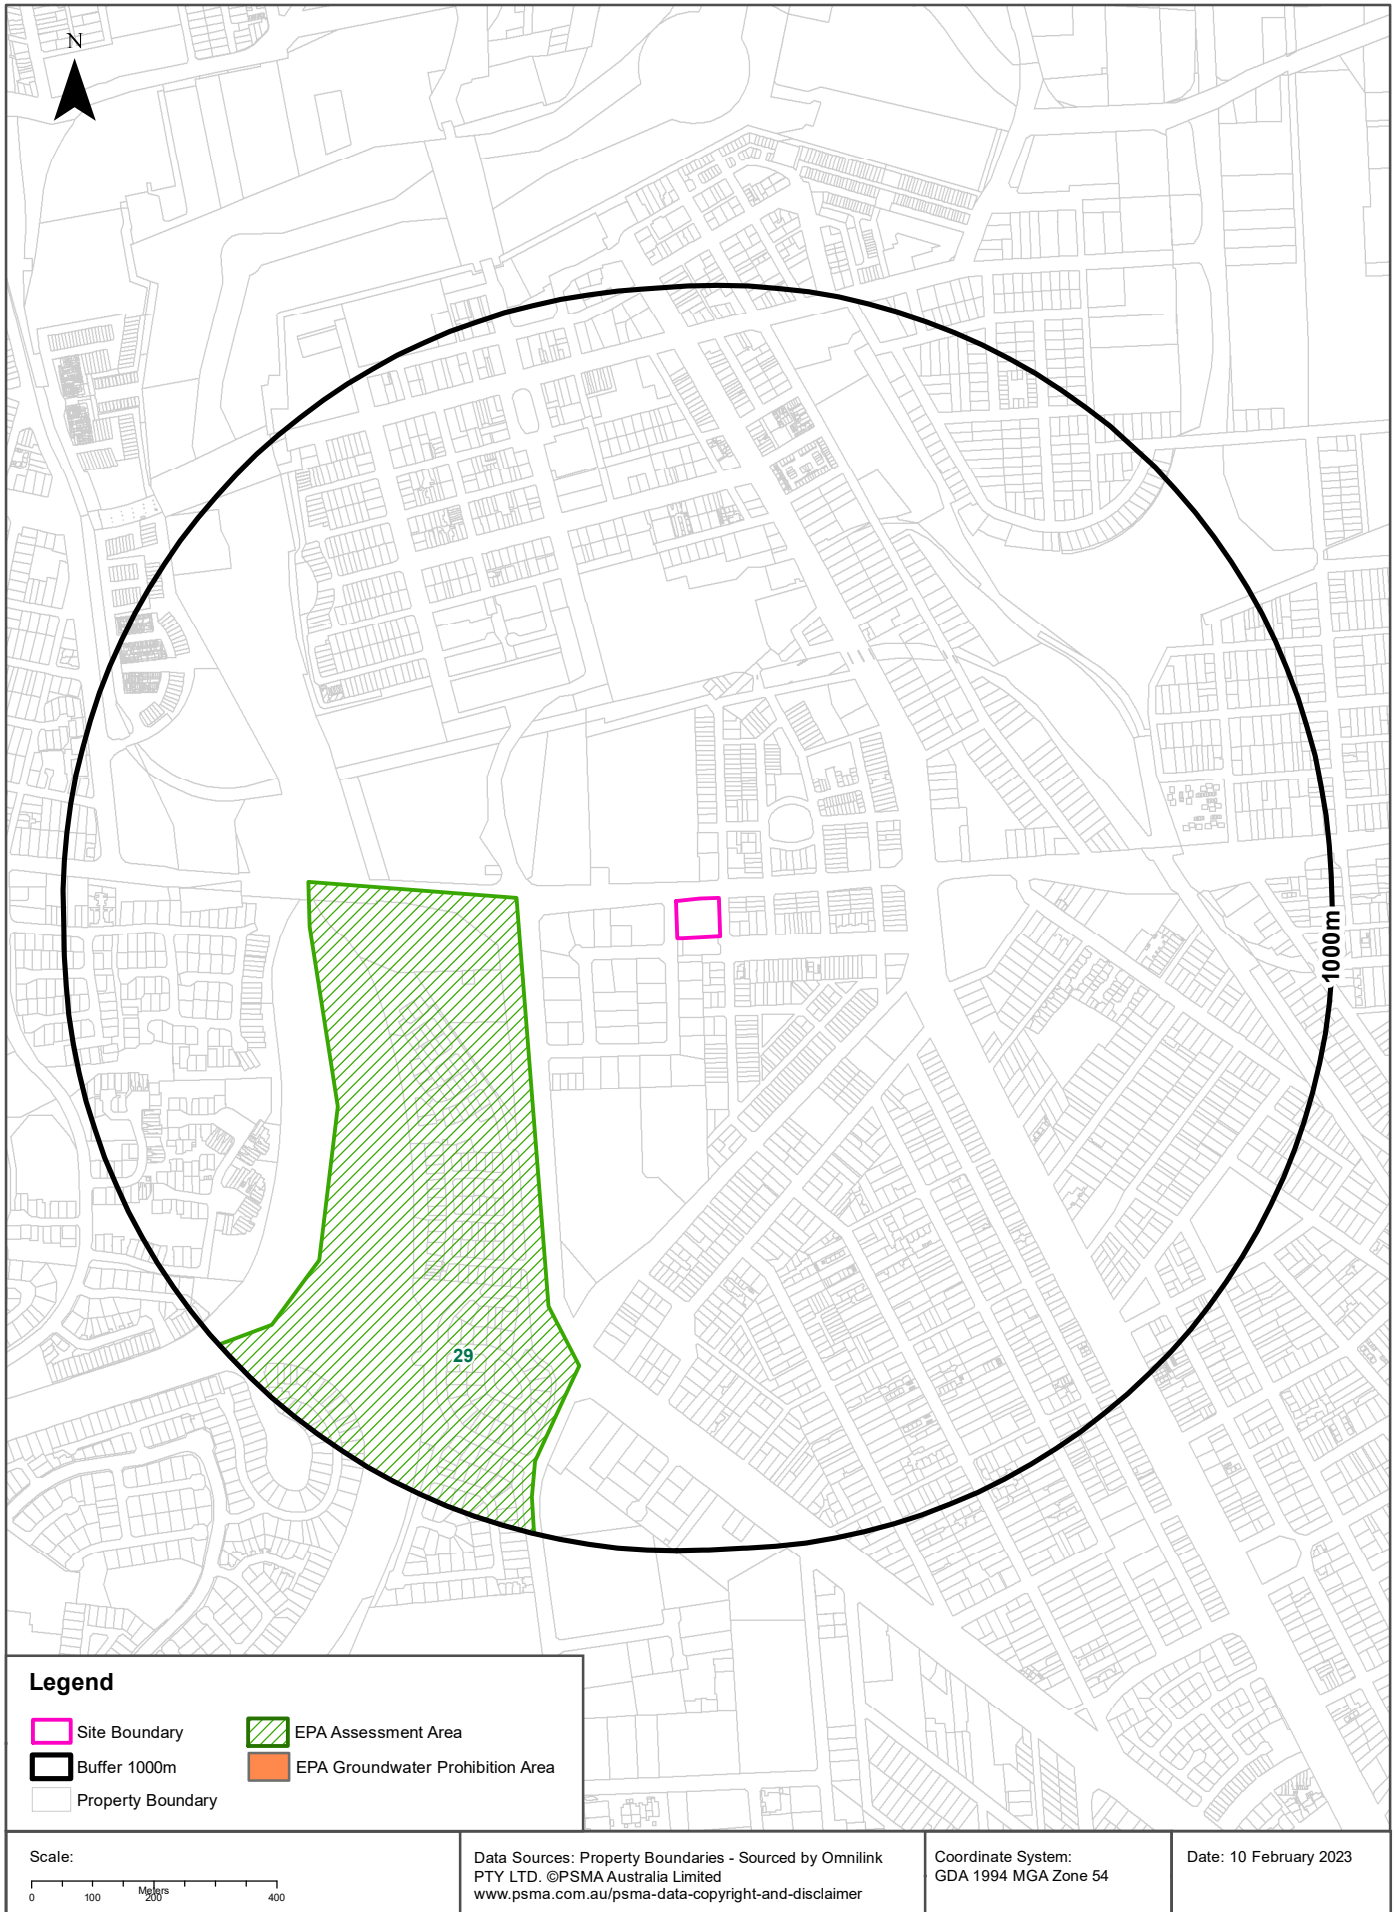 N
1000m
29
Legend
Site Boundary
EPA Assessment Area
Buffer 1000m
EPA Groundwater Prohibition Area
Property Boundary
Scale:
Meters
0 100 200 400
Data Sources: Property Boundaries - Sourced by Omnilink
PTY LTD. ©PSMA Australia Limited
www.psma.com.au/psma-data-copyright-and-disclaimer
Coordinate System:
GDA 1994 MGA Zone 54
Date: 10 February 2023